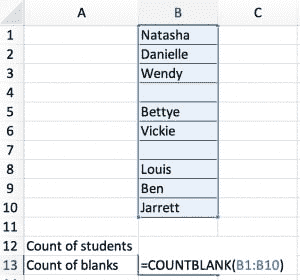 A B C
1 Natasha
2 Danielle
3 Wendy
4
5 Bettye
6 Vickie
7
8 Louis
9 Ben
10 Jarrett
11
12 Count of students
13 Count of blanks =COUNTBLANK(B1:B10)